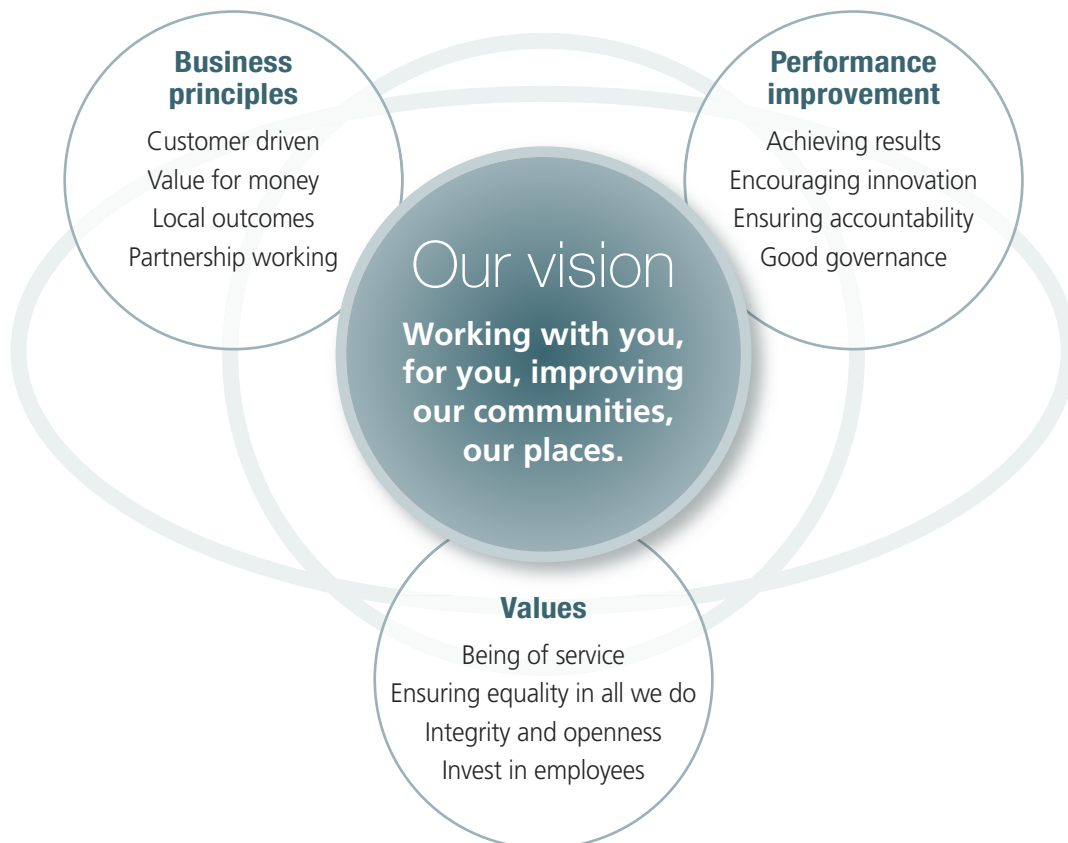 Business
principles
Customer driven
Value for money
Local outcomes
Partnership working
Performance
improvement
Achieving results
Encouraging innovation
Ensuring accountability
Good governance
Our vision
Working with you,
for you, improving
our communities,
our places.
Values
Being of service
Ensuring equality in all we do
Integrity and openness
Invest in employees